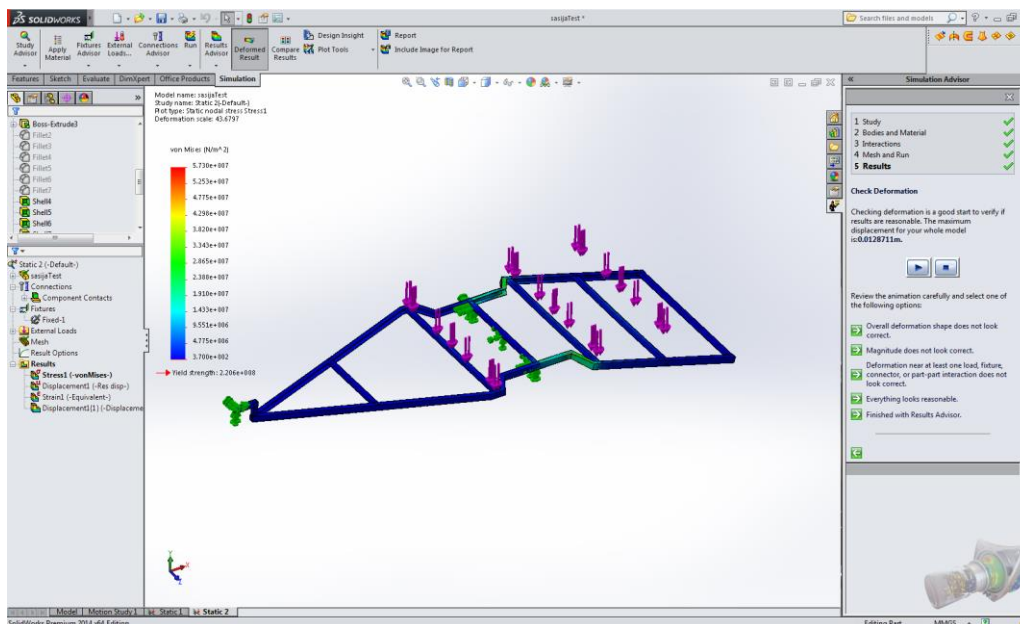 SOLIDWORKS
sasijaTest *
Search files and models
Study Advisor
Apply Material
Fixtures Advisor
External Loads...
Connections Advisor
Run
Results Advisor
Deformed Result
Compare Results
Design Insight
Plot Tools
Report
Include Image for Report
Features
Sketch
Evaluate
DimXpert
Office Products
Simulation
Boss-Extrude3
Fillet2
Fillet3
Fillet4
Fillet5
Fillet6
Fillet7
Shell4
Shell5
Shell6
Static 2 (-Default-)
sasijaTest
Connections
Component Contacts
Fixtures
Fixed-1
External Loads
Mesh
Result Options
Results
Stress1 (-vonMises-)
Displacement1 (-Res disp-)
Strain1 (-Equivalent-)
Displacement1(1) (-Displaceme
Model name: sasijaTest
Study name: Static 2(-Default-)
Plot type: Static nodal stress Stress1
Deformation scale: 43.6797
von Mises (N/m^2)
5.730e+007
5.253e+007
4.775e+007
4.298e+007
3.820e+007
3.343e+007
2.865e+007
2.388e+007
1.910e+007
1.433e+007
9.551e+006
4.775e+006
3.700e+002
Yield strength: 2.206e+008
Simulation Advisor
1 Study
2 Bodies and Material
3 Interactions
4 Mesh and Run
5 Results
Check Deformation
Checking deformation is a good start to verify if
results are reasonable. The maximum
displacement for your whole model
is:0.0128711m.
Review the animation carefully and select one of
the following options:
Overall deformation shape does not look
correct.
Magnitude does not look correct.
Deformation near at least one load, fixture,
connector, or part-part interaction does not
look correct.
Everything looks reasonable.
Finished with Results Advisor.
Model
Motion Study 1
Static 1
Static 2
SolidWorks Premium 2014 x64 Edition
Editing Part
MMGS